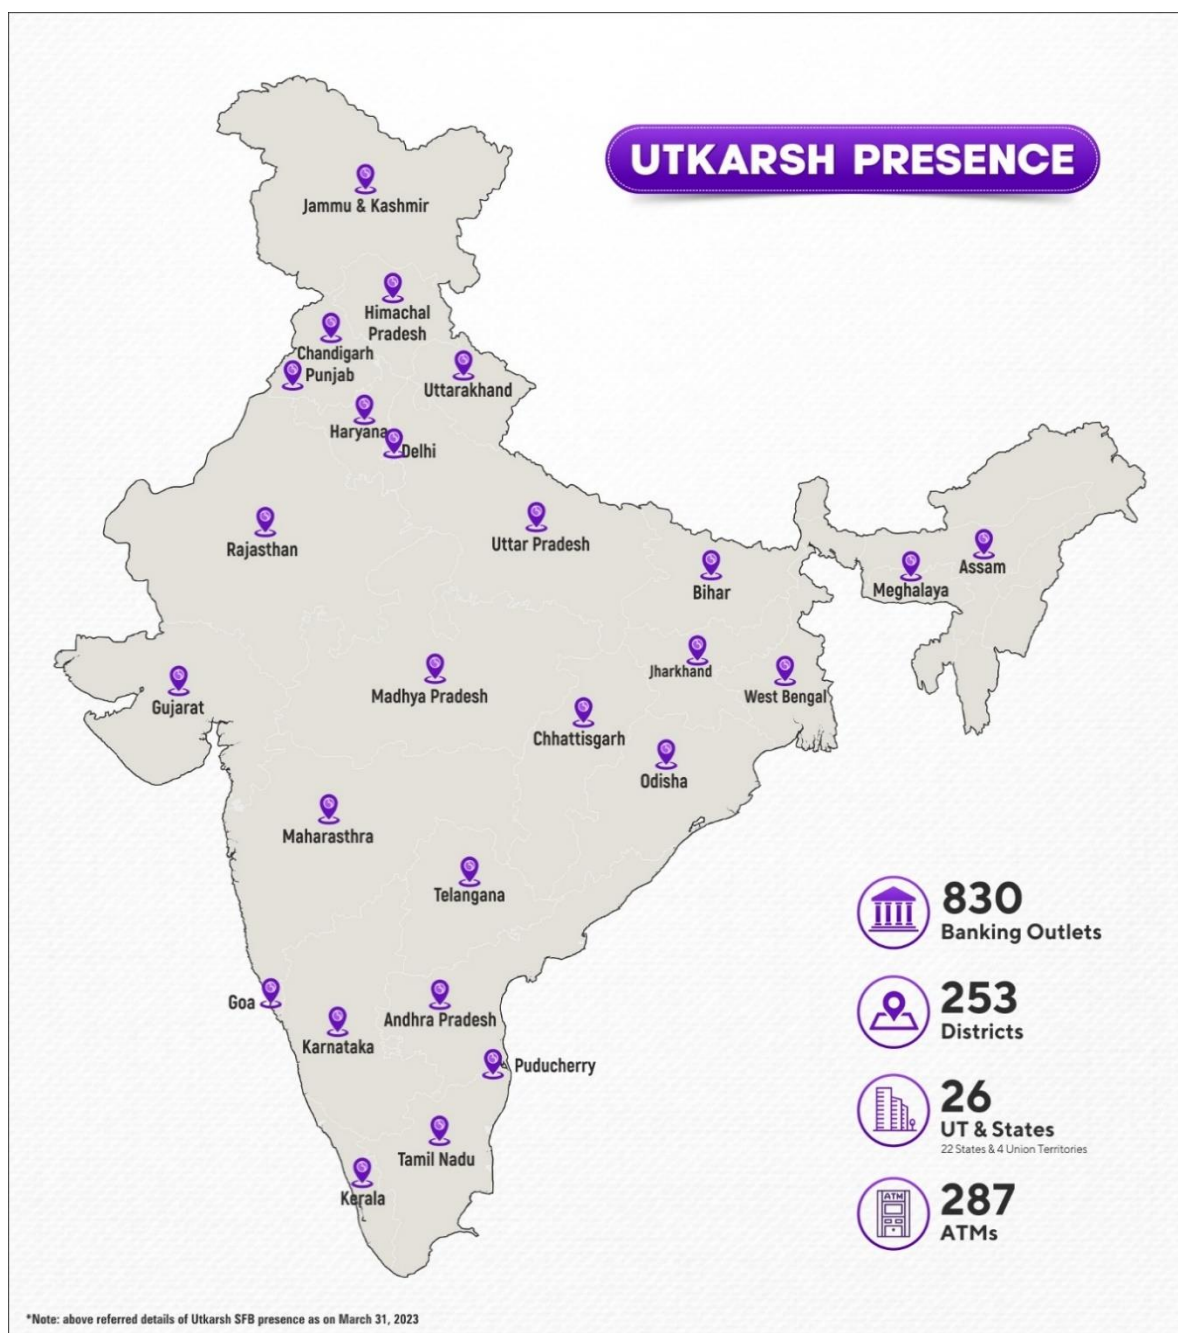 UTKARSH PRESENCE
Jammu & Kashmir
Himachal
Pradesh
Chandigarh
Punjab
Uttarakhand
Haryana
Delhi
Rajasthan
Uttar Pradesh
Bihar
Meghalaya
Assam
Gujarat
Madhya Pradesh
Jharkhand
West Bengal
Chhattisgarh
Odisha
Maharasthra
Telangana
Goa
Karnataka
Andhra Pradesh
Puducherry
Tamil Nadu
Kerala
830
Banking Outlets
253
Districts
26
UT & States
22 States & 4 Union Territories
ATM
287
ATMs
*Note: above referred details of Utkarsh SFB presence as on March 31, 2023